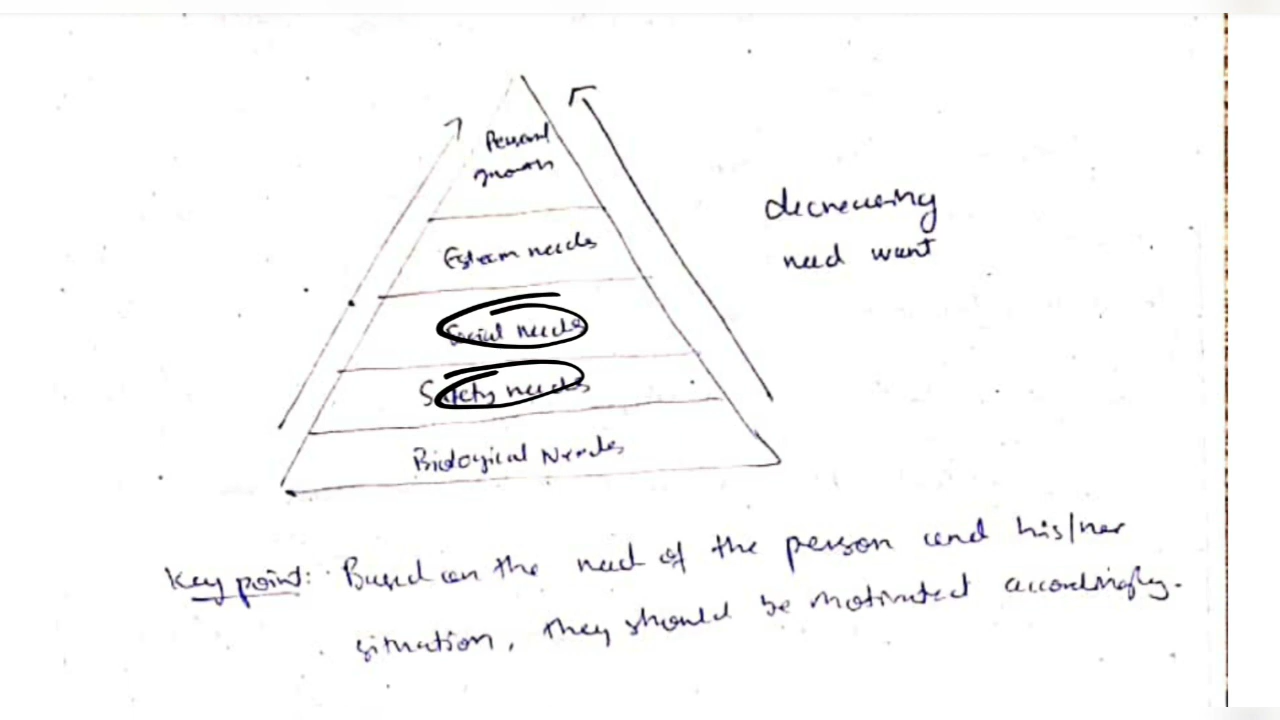 Personal
growth
Esteem needs
decreasing
need want
Social needs
Safety needs
Biological Needs
Key point: Based on the need of the person and his/her
situation, they should be motivated accordingly.